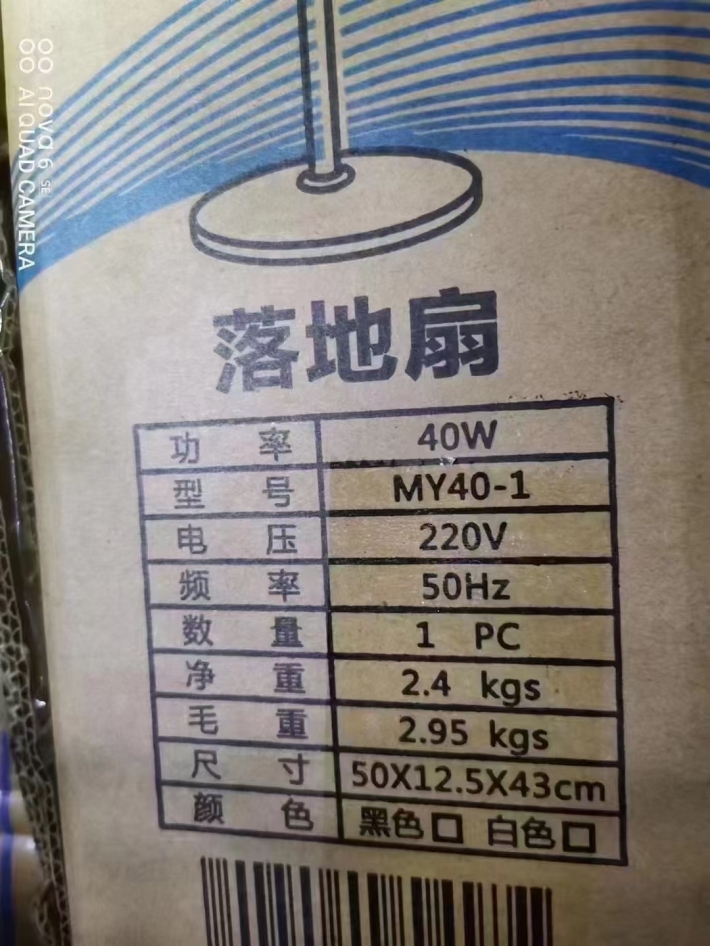 nova 6 SE
AI QUAD CAMERA
落地扇
功率 40W
型号 MY40-1
电压 220V
频率 50Hz
数量 1 PC
净重 2.4 kgs
毛重 2.95 kgs
尺寸 50X12.5X43cm
颜色 黑色□ 白色□